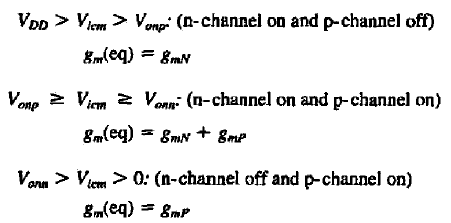 V_DD > V_icm > V_onp: (n-channel on and p-channel off)
g_m(eq) = g_mN
V_onp ≥ V_icm ≥ V_onn: (n-channel on and p-channel on)
g_m(eq) = g_mN + g_mP
V_onn > V_icm > 0: (n-channel off and p-channel on)
g_m(eq) = g_mP